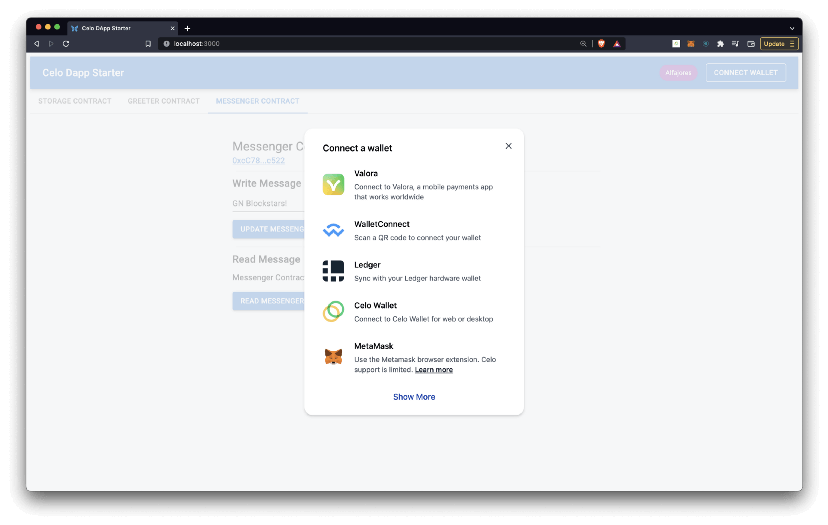 Celo DApp Starter
localhost:3000
Update
Celo Dapp Starter
Alfajores
CONNECT WALLET
STORAGE CONTRACT
GREETER CONTRACT
MESSENGER CONTRACT
Messenger C
0xC78...c522
Write Message
GN Blockstars!
UPDATE MESSENG
Read Message
Messenger Contrac
READ MESSENGER
Connect a wallet
Valora
Connect to Valora, a mobile payments app
that works worldwide
WalletConnect
Scan a QR code to connect your wallet
Ledger
Sync with your Ledger hardware wallet
Celo Wallet
Connect to Celo Wallet for web or desktop
MetaMask
Use the Metamask browser extension. Celo
support is limited. Learn more
Show More